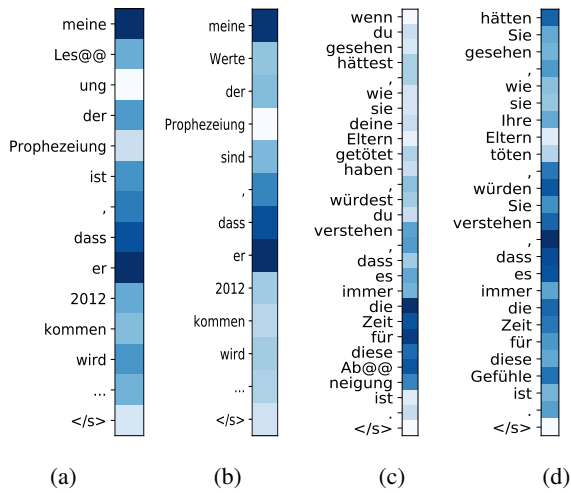 meine
Les@@
ung
der
Prophezeiung
ist
,
dass
er
2012
kommen
wird
...
</s>
(a)
meine
Werte
der
Prophezeiung
sind
,
dass
er
2012
kommen
wird
...
</s>
(b)
wenn
du
gesehen
hättest
,
wie
sie
deine
Eltern
getötet
haben
,
würdest
du
verstehen
,
dass
es
immer
die
Zeit
für
diese
Ab@@
neigung
ist
.
</s>
(c)
hätten
Sie
gesehen
,
wie
sie
Ihre
Eltern
töten
,
würden
Sie
verstehen
,
dass
es
immer
die
Zeit
für
diese
Gefühle
ist
.
</s>
(d)